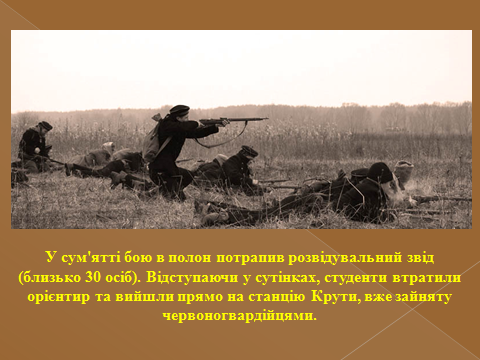 У сум'ятті бою в полон потрапив розвідувальний звід
(близько 30 осіб). Відступаючи у сутінках, студенти втратили
орієнтир та вийшли прямо на станцію Крути, вже зайняту
червоногвардійцями.